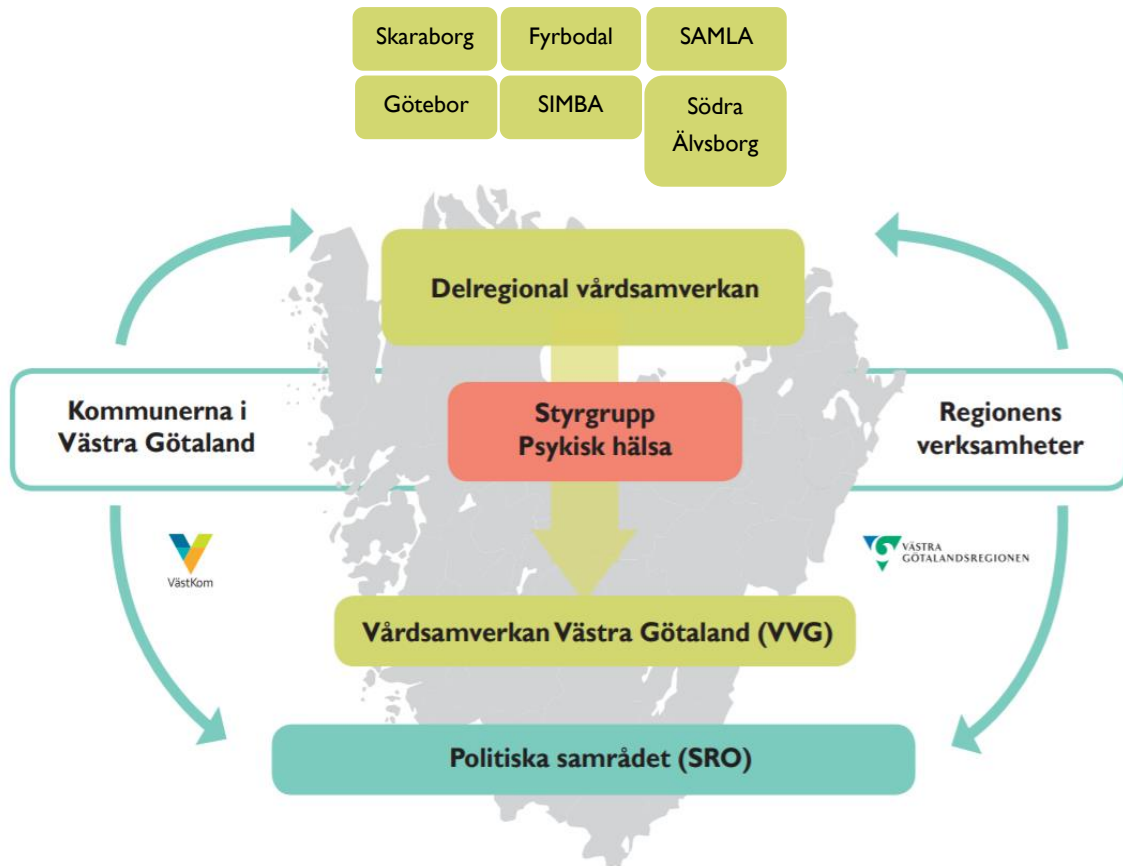 Skaraborg
Fyrbodal
SAMLA
Götebor
SIMBA
Södra
Älvsborg
Delregional vårdsamverkan
Kommunerna i
Västra Götaland
Styrgrupp
Psykisk hälsa
Regionens
verksamheter
VästKom
VÄSTRA
GÖTALANDSREGIONEN
Vårdsamverkan Västra Götaland (VVG)
Politiska samrådet (SRO)